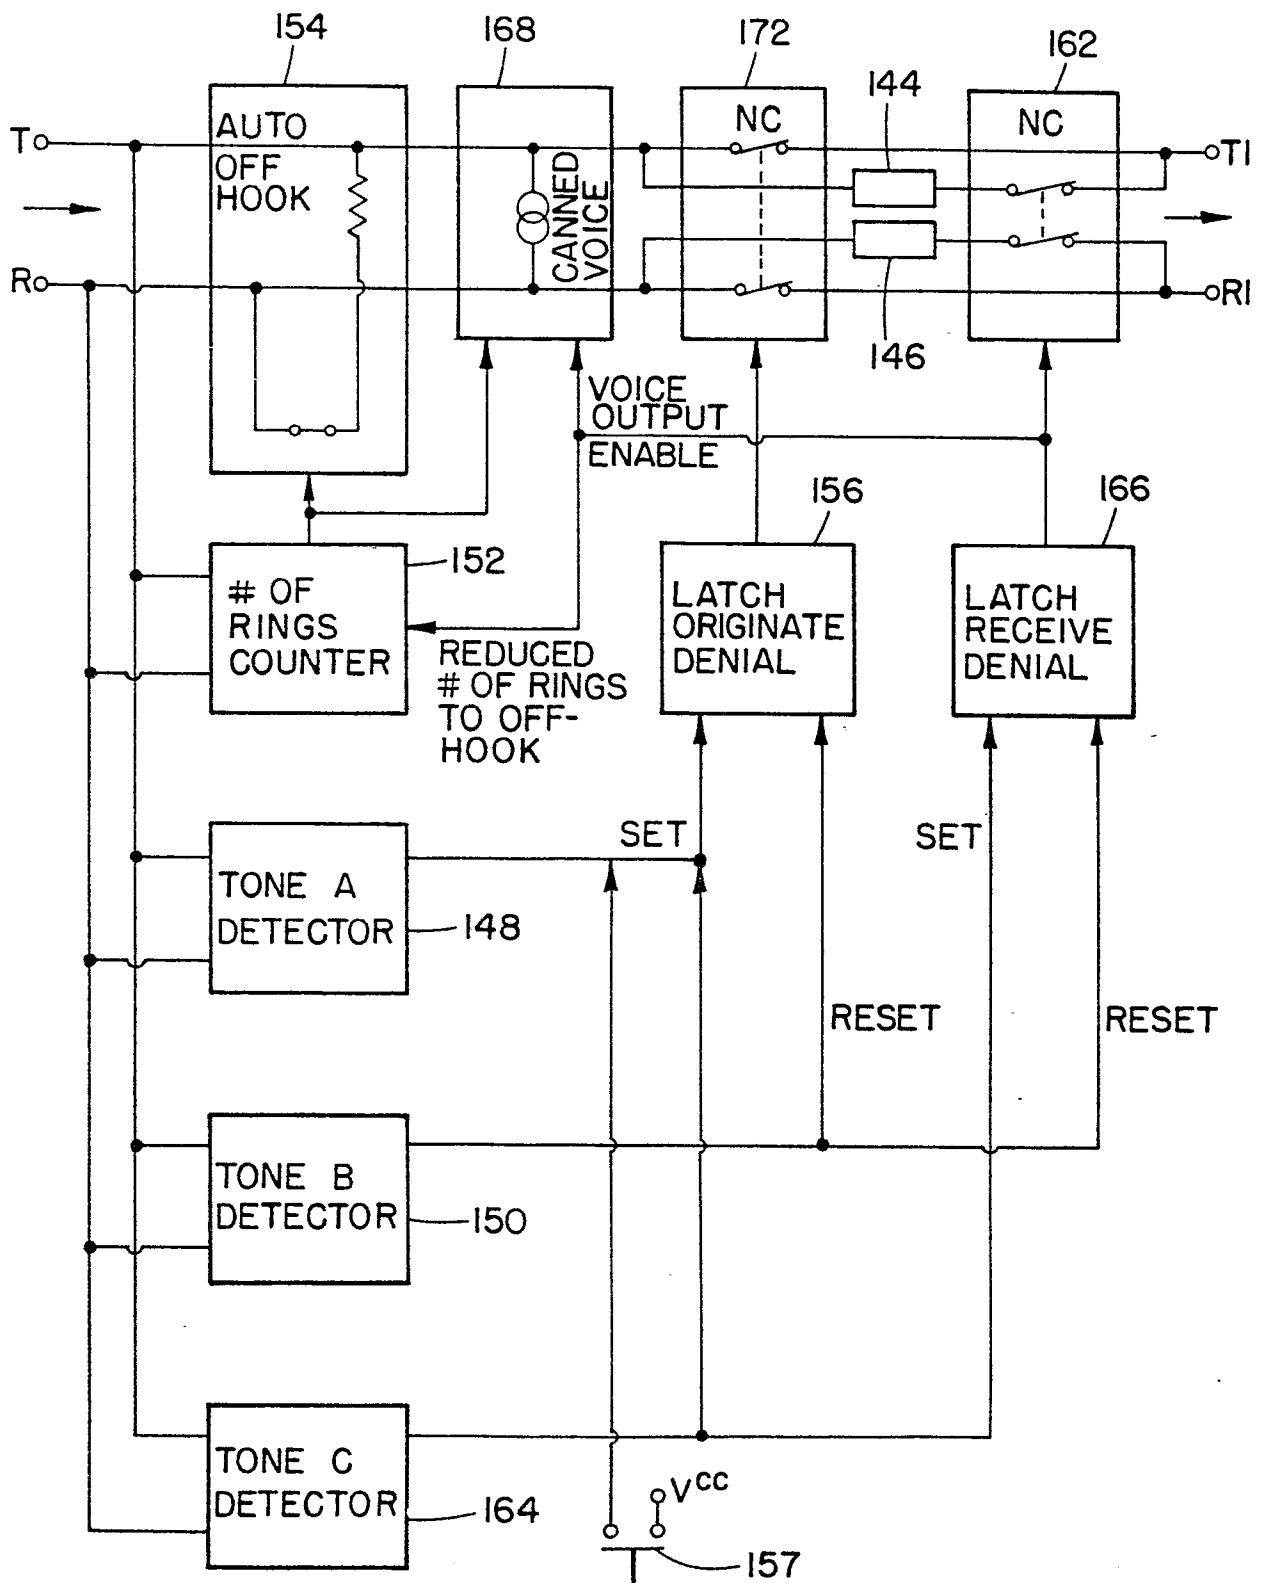 154
168
172
162
144
T
AUTO
OFF
HOOK
CANNED
VOICE
NC
NC
T1
R
R1
146
VOICE
OUTPUT
ENABLE
156
166
152
# OF
RINGS
COUNTER
REDUCED
# OF RINGS
TO OFF-
HOOK
LATCH
ORIGINATE
DENIAL
LATCH
RECEIVE
DENIAL
SET
SET
TONE A
DETECTOR
148
RESET
RESET
TONE B
DETECTOR
150
TONE C
DETECTOR
164
Vcc
157